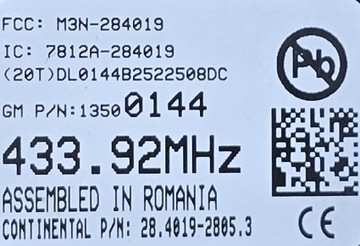 FCC: M3N-284019
IC: 7812A-284019
(20T)DL0144B2522508DC
GM P/N:13500144
433.92MHz
ASSEMBLED IN ROMANIA
CONTINENTAL P/N: 28.4019-2805.3
Pb
CE